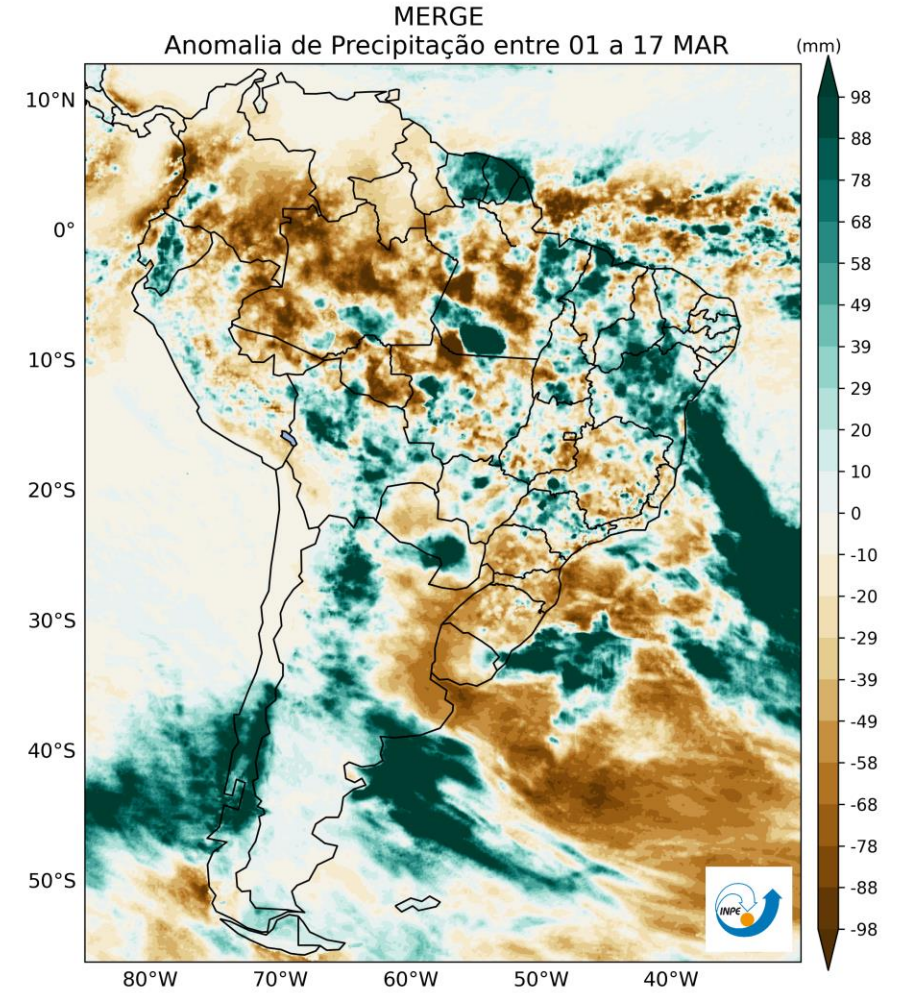 MERGE
Anomalia de Precipitação entre 01 a 17 MAR
(mm)
10°N
0°
10°S
20°S
30°S
40°S
50°S
80°W
70°W
60°W
50°W
40°W
98
88
78
68
58
49
39
29
20
10
0
-10
-20
-29
-39
-49
-58
-68
-78
-88
-98
INPE